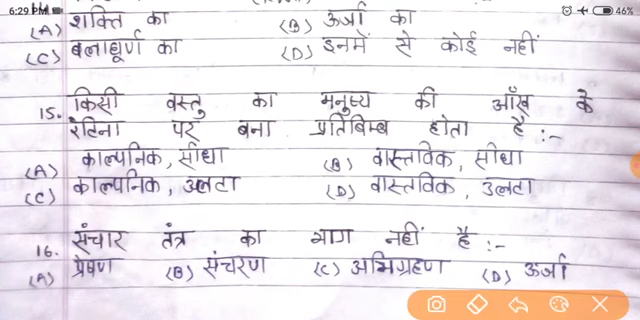 6:29 PM
46%
(A) शक्ति का (B) ऊर्जा का
(C) बलाघूर्ण का (D) इनमें से कोई नहीं
15. किसी वस्तु का मनुष्य की आँख के
रेटिना पर बना प्रतिबिम्ब होता है :-
(A) काल्पनिक, सीधा (B) वास्तविक, सीधा
(C) काल्पनिक, उलटा (D) वास्तविक, उल्टा
16. संचार तंत्र का भाग नहीं है :-
(A) प्रेषण (B) संचरण (C) अभिग्रहण (D) ऊर्जा